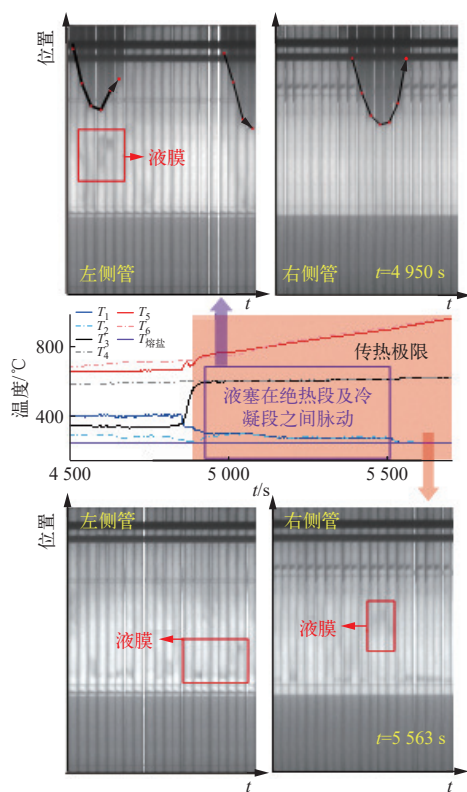 位置
液膜
左侧管
t
右侧管
t=4 950 s
t
T1
T2
T3
T4
T5
T6
T熔盐
传热极限
液塞在绝热段及冷
凝段之间脉动
温度/℃
800
400
4 500
5 000
5 500
t/s
位置
左侧管
液膜
t
右侧管
液膜
t=5 563 s
t